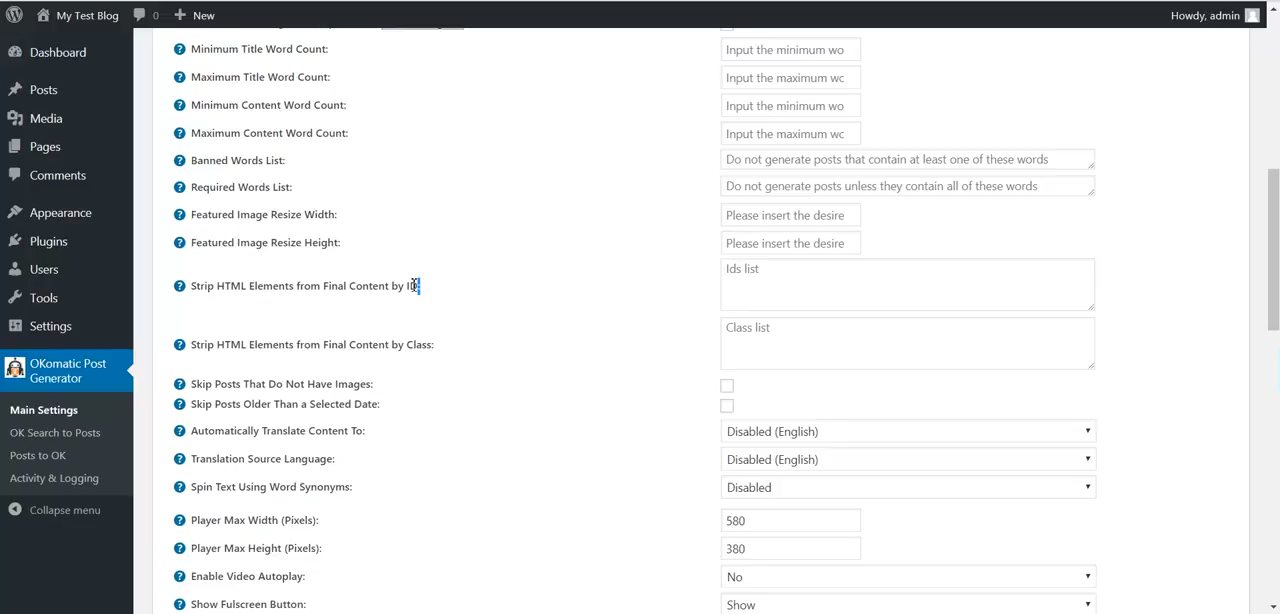 My Test Blog 0 New Howdy, admin
Dashboard
Posts
Media
Pages
Comments
Appearance
Plugins
Users
Tools
Settings
OKomatic Post
Generator
Main Settings
OK Search to Posts
Posts to OK
Activity & Logging
Collapse menu
Minimum Title Word Count: Input the minimum wo
Maximum Title Word Count: Input the maximum wc
Minimum Content Word Count: Input the minimum wo
Maximum Content Word Count: Input the maximum wc
Banned Words List: Do not generate posts that contain at least one of these words
Required Words List: Do not generate posts unless they contain all of these words
Featured Image Resize Width: Please insert the desire
Featured Image Resize Height: Please insert the desire
Strip HTML Elements from Final Content by ID: Ids list
Strip HTML Elements from Final Content by Class: Class list
Skip Posts That Do Not Have Images:
Skip Posts Older Than a Selected Date:
Automatically Translate Content To: Disabled (English)
Translation Source Language: Disabled (English)
Spin Text Using Word Synonyms: Disabled
Player Max Width (Pixels): 580
Player Max Height (Pixels): 380
Enable Video Autoplay: No
Show Fulscreen Button: Show